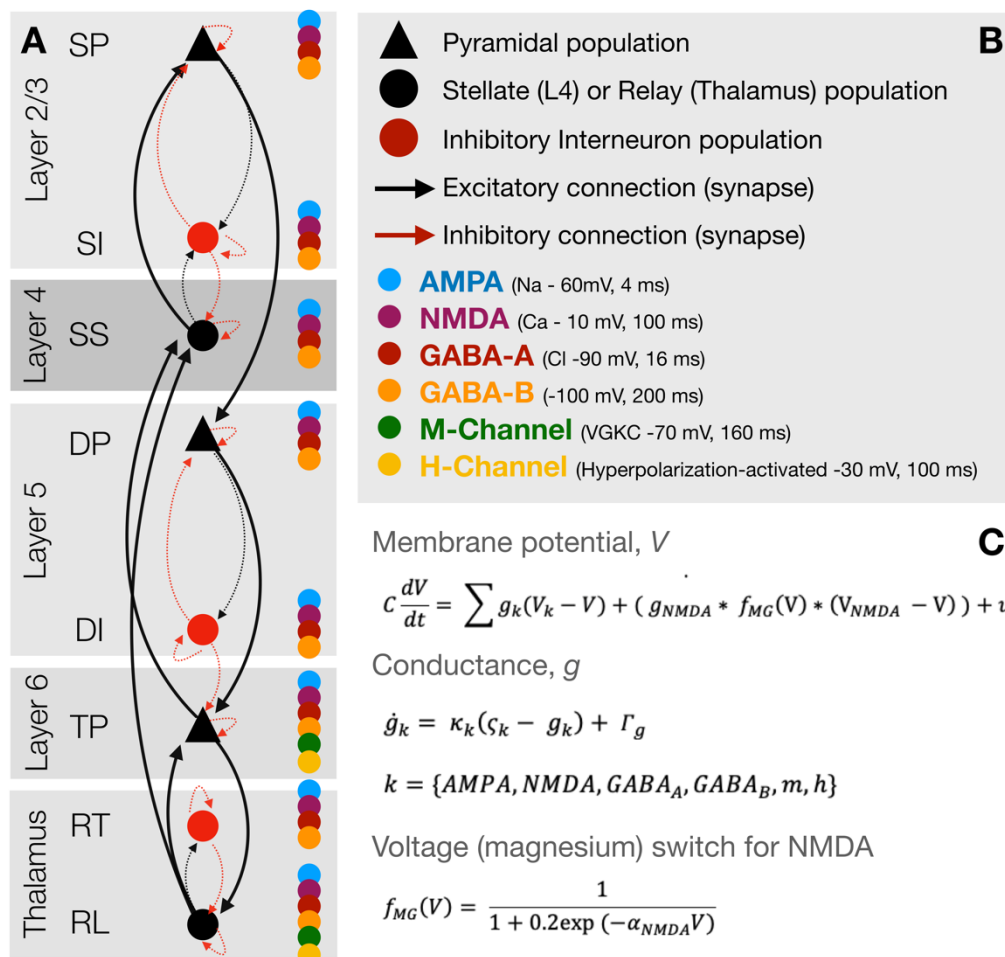 A
SP
Layer 2/3
SI
Layer 4
SS
DP
Layer 5
DI
Layer 6
TP
Thalamus
RT
RL
B
Pyramidal population
Stellate (L4) or Relay (Thalamus) population
Inhibitory Interneuron population
Excitatory connection (synapse)
Inhibitory connection (synapse)
AMPA (Na - 60mV, 4 ms)
NMDA (Ca - 10 mV, 100 ms)
GABA-A (Cl -90 mV, 16 ms)
GABA-B (-100 mV, 200 ms)
M-Channel (VGKC -70 mV, 160 ms)
H-Channel (Hyperpolarization-activated -30 mV, 100 ms)
C
Membrane potential, V
C dV/dt = ∑ g_k(V_k − V) + ( g_NMDA * f_MG(V) * (V_NMDA − V) ) + ι
Conductance, g
ġ_k = κ_k(ς_k − g_k) + Γ_g
k = {AMPA, NMDA, GABA_A, GABA_B, m, h}
Voltage (magnesium) switch for NMDA
f_MG(V) = 1 / 1 + 0.2exp (−α_NMDA V)